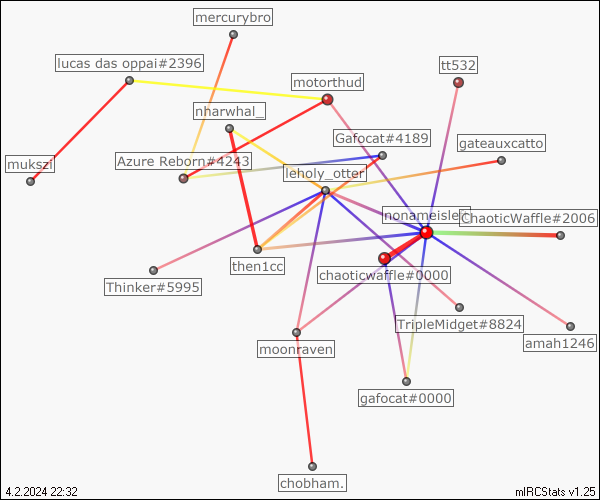 mercurybro
lucas das oppai#2396
tt532
motorthud
nharwhal_
Gafocat#4189
gateauxcatto
mukszi
Azure Reborn#4243
leholy_otter
nonameisleft
ChaoticWaffle#2006
then1cc
chaoticwaffle#0000
Thinker#5995
TripleMidget#8824
amah1246
moonraven
gafocat#0000
chobham.
4.2.2024 22:32
mIRCStats v1.25